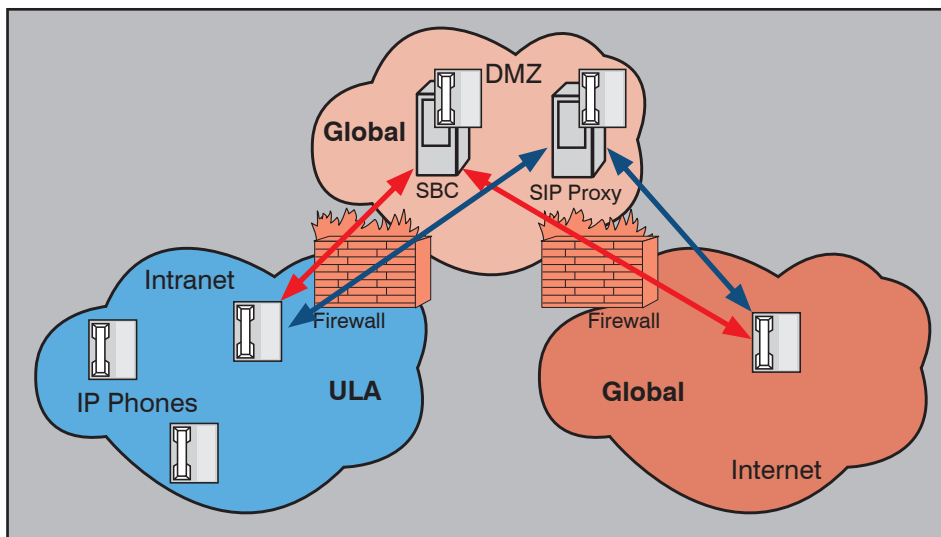 DMZ
Global
SBC
SIP Proxy
Intranet
Firewall
Firewall
IP Phones
ULA
Global
Internet